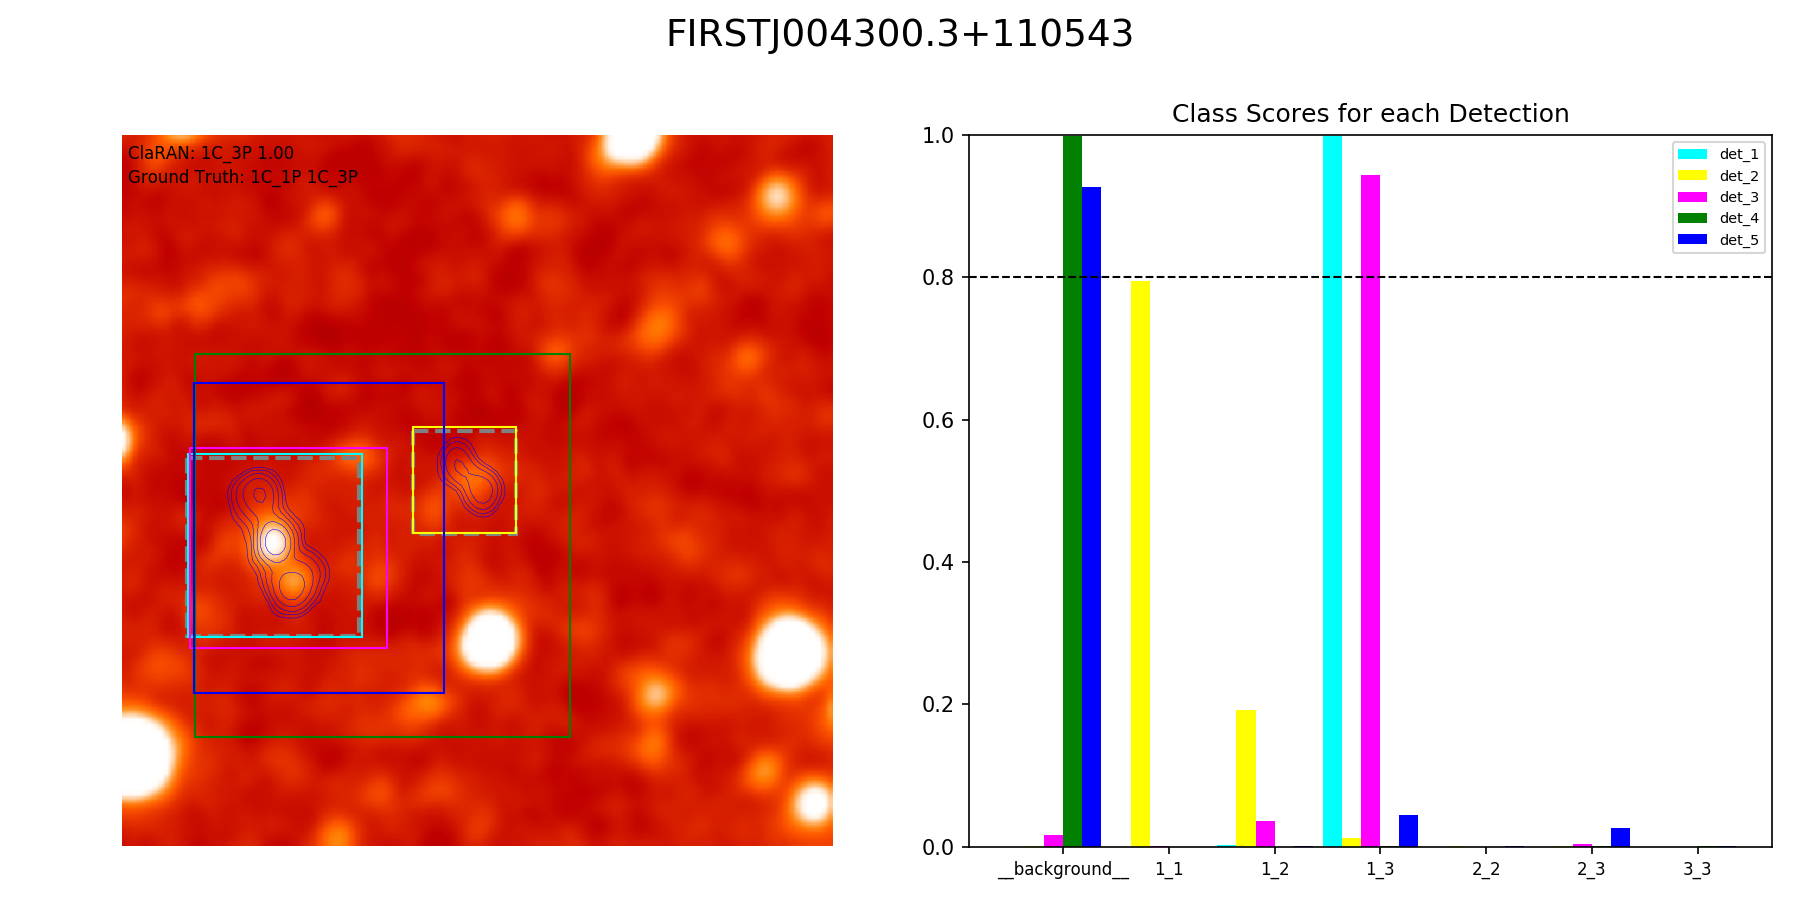 FIRSTJ004300.3+110543
ClaRAN: 1C_3P 1.00
Ground Truth: 1C_1P 1C_3P
Class Scores for each Detection
1.0
0.8
0.6
0.4
0.2
0.0
det_1
det_2
det_3
det_4
det_5
__background__ 1_1 1_2 1_3 2_2 2_3 3_3